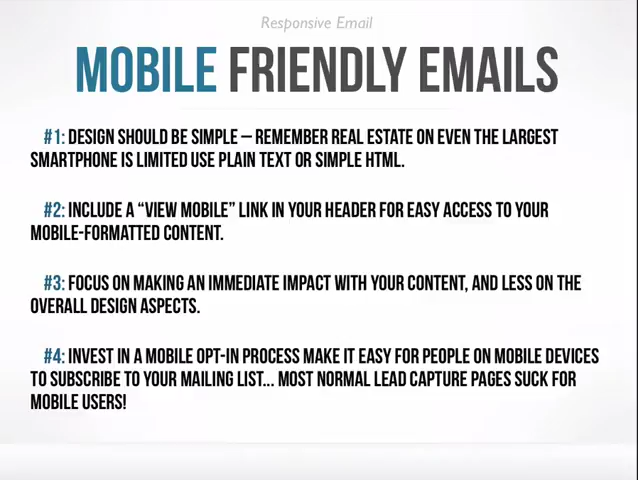 Responsive Email
MOBILE FRIENDLY EMAILS
#1: DESIGN SHOULD BE SIMPLE – REMEMBER REAL ESTATE ON EVEN THE LARGEST
SMARTPHONE IS LIMITED USE PLAIN TEXT OR SIMPLE HTML.
#2: INCLUDE A “VIEW MOBILE” LINK IN YOUR HEADER FOR EASY ACCESS TO YOUR
MOBILE-FORMATTED CONTENT.
#3: FOCUS ON MAKING AN IMMEDIATE IMPACT WITH YOUR CONTENT, AND LESS ON THE
OVERALL DESIGN ASPECTS.
#4: INVEST IN A MOBILE OPT-IN PROCESS MAKE IT EASY FOR PEOPLE ON MOBILE DEVICES
TO SUBSCRIBE TO YOUR MAILING LIST... MOST NORMAL LEAD CAPTURE PAGES SUCK FOR
MOBILE USERS!